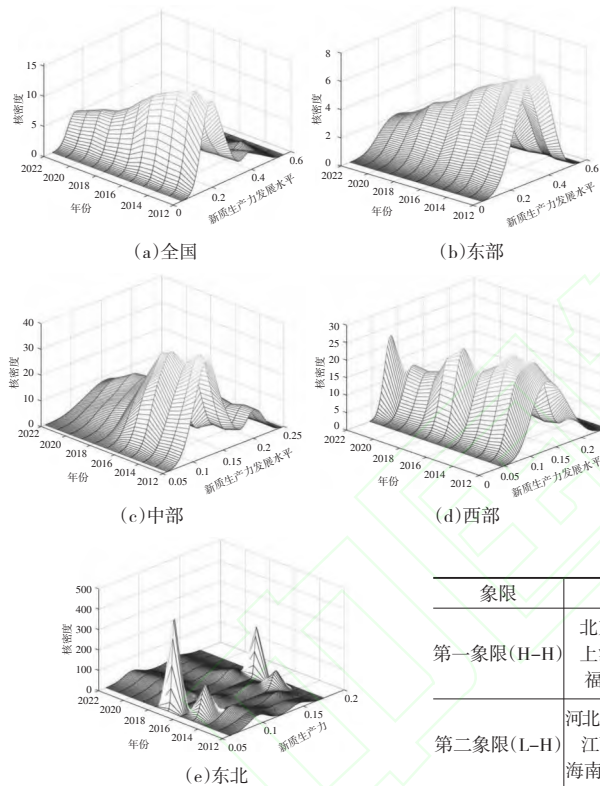 15
10
5
0
核密度
2022
2020
2018
2016
2014
2012
年份
0
0.2
0.4
0.6
新质生产力发展水平
(a)全国
8
6
4
2
0
核密度
2022
2020
2018
2016
2014
2012
年份
0
0.2
0.4
0.6
新质生产力发展水平
(b)东部
40
30
20
10
0
核密度
2022
2020
2018
2016
2014
2012
年份
0.05
0.1
0.15
0.2
0.25
新质生产力发展水平
(c)中部
30
25
20
15
10
5
0
核密度
2022
2020
2018
2016
2014
2012
年份
0
0.05
0.1
0.15
0.2
新质生产力发展水平
(d)西部
500
400
300
200
100
0
核密度
2022
2020
2018
2016
2014
2012
年份
0.05
0.1
0.15
0.2
新质生产力
(e)东北
象限
第一象限(H-H)
北
上
福
第二象限(L-H)
河北
江
海南